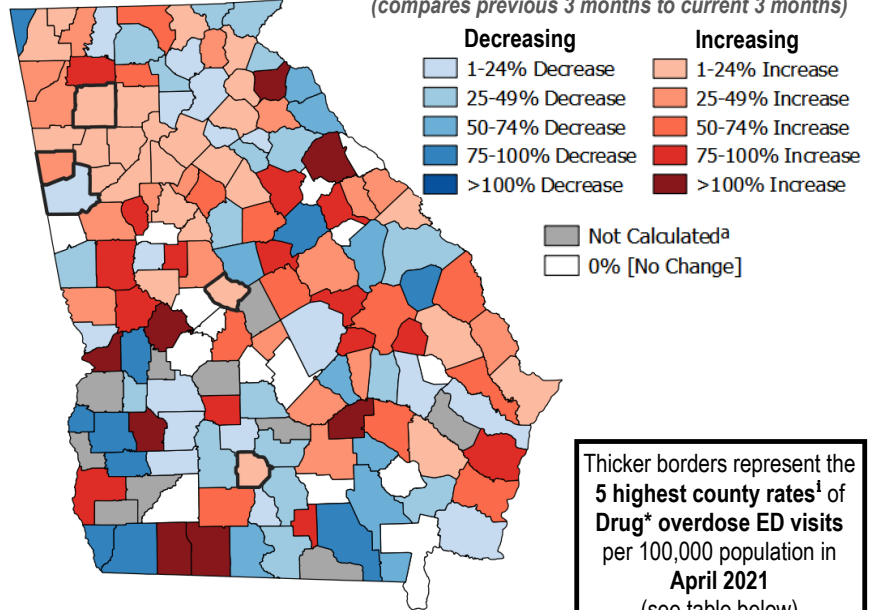 (compares previous 3 months to current 3 months)
Decreasing
Increasing
1-24% Decrease
1-24% Increase
25-49% Decrease
25-49% Increase
50-74% Decrease
50-74% Increase
75-100% Decrease
75-100% Increase
>100% Decrease
>100% Increase
Not Calculatedª
0% [No Change]
Thicker borders represent the
5 highest county ratesⁱ of
Drug* overdose ED visits
per 100,000 population in
April 2021
(see table below)